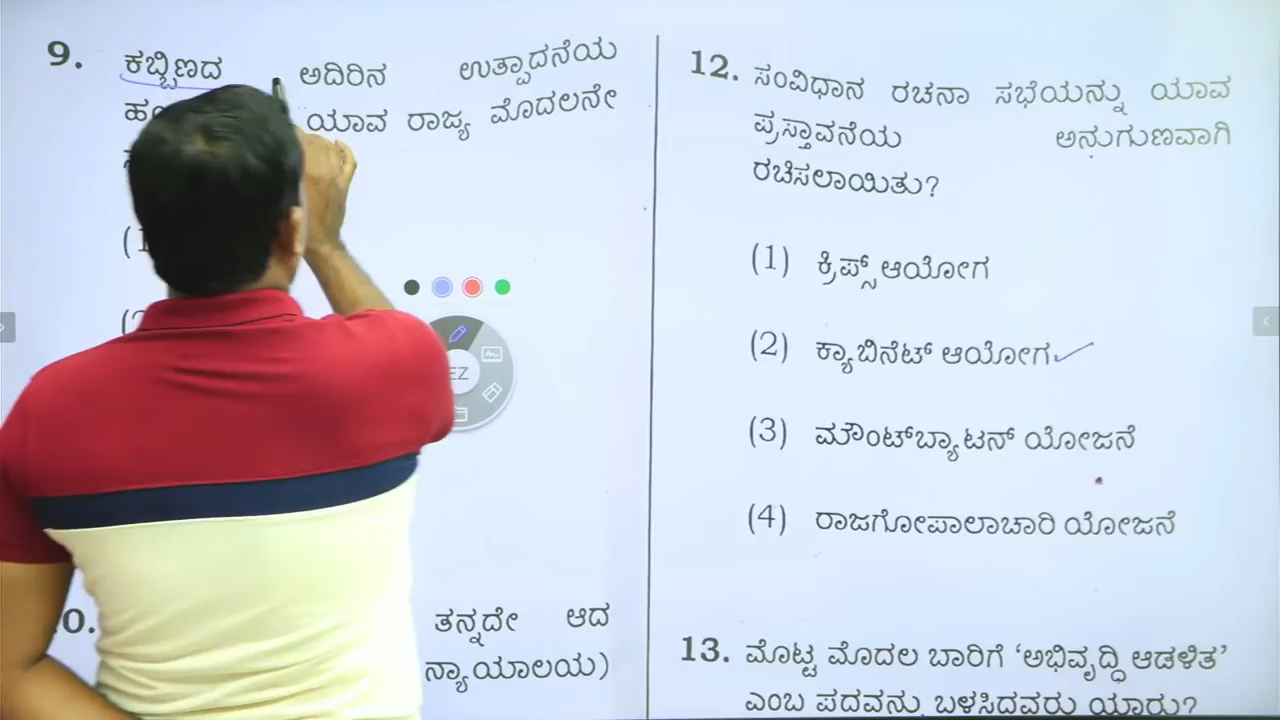 9. ಕಬ್ಬಿಣದ ಅದಿರಿನ ಉತ್ಪಾದನೆಯ
ಯಾವ ರಾಜ್ಯ ಮೊದಲನೇ
EZ
10. ತನ್ನದೇ ಆದ
ನ್ಯಾಯಾಲಯ)
12. ಸಂವಿಧಾನ ರಚನಾ ಸಭೆಯನ್ನು ಯಾವ
ಪ್ರಸ್ತಾವನೆಯ ಅನುಗುಣವಾಗಿ
ರಚಿಸಲಾಯಿತು?
(1) ಕ್ರಿಪ್ಸ್ ಆಯೋಗ
(2) ಕ್ಯಾಬಿನೆಟ್ ಆಯೋಗ
(3) ಮೌಂಟ್‌ಬ್ಯಾಟನ್ ಯೋಜನೆ
(4) ರಾಜಗೋಪಾಲಾಚಾರಿ ಯೋಜನೆ
13. ಮೊಟ್ಟ ಮೊದಲ ಬಾರಿಗೆ ‘ಅಭಿವೃದ್ಧಿ ಆಡಳಿತ’
ಎಂಬ ಪದವನ್ನು ಬಳಸಿದವರು ಯಾರು?